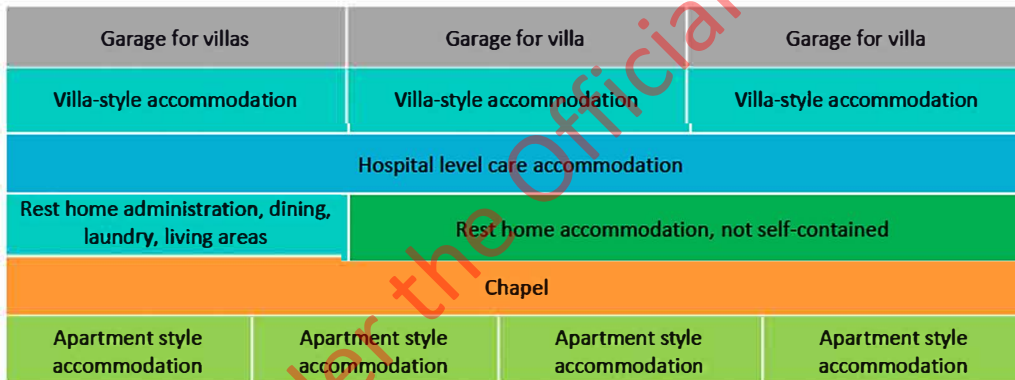 Garage for villas
Garage for villa
Garage for villa
Villa-style accommodation
Villa-style accommodation
Villa-style accommodation
Hospital level care accommodation
Rest home administration, dining,
laundry, living areas
Rest home accommodation, not self-contained
Chapel
Apartment style
accommodation
Apartment style
accommodation
Apartment style
accommodation
Apartment style
accommodation
the Official